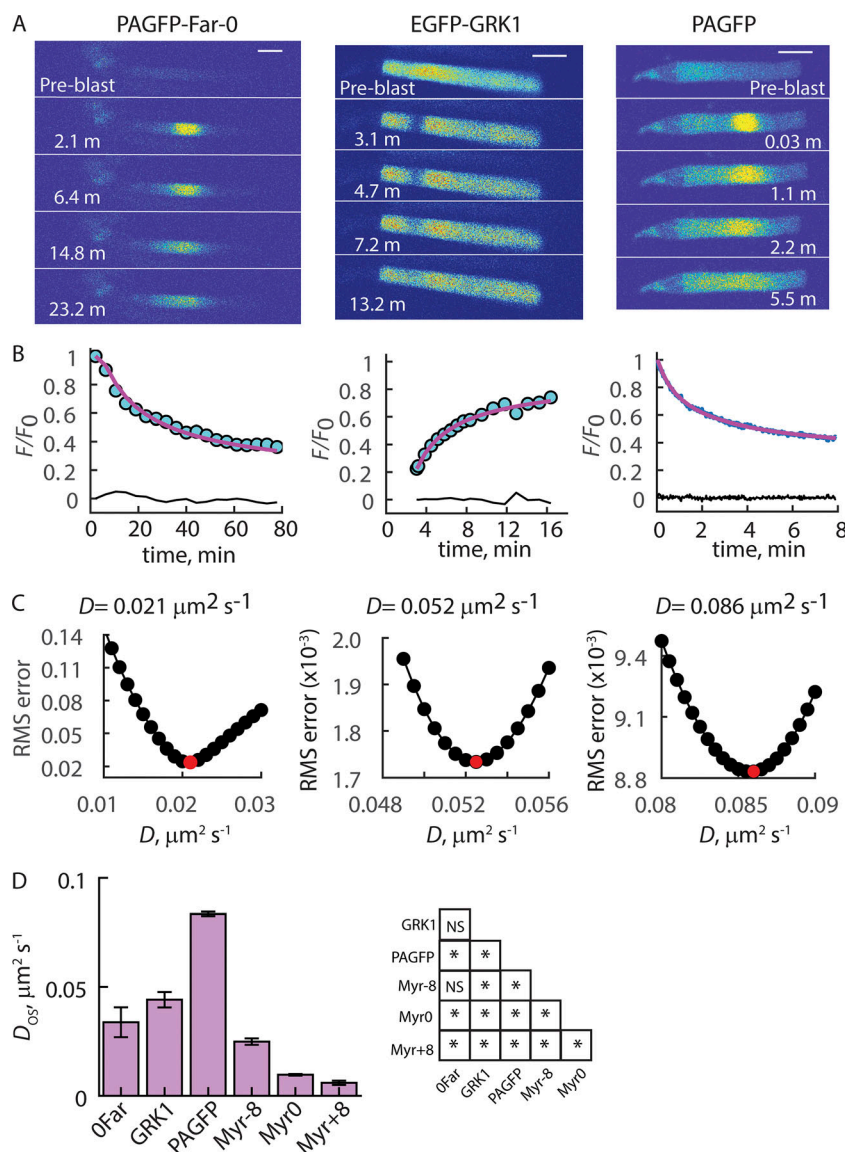 A PAGFP-Far-0 EGFP-GRK1 PAGFP
Pre-blast Pre-blast Pre-blast
2.1 m 3.1 m 0.03 m
6.4 m 4.7 m 1.1 m
14.8 m 7.2 m 2.2 m
23.2 m 13.2 m 5.5 m
B
F/F0
1
0.8
0.6
0.4
0.2
0
0 20 40 60 80
time, min
F/F0
1
0.8
0.6
0.4
0.2
0
0 4 8 12 16
time, min
F/F0
1
0.8
0.6
0.4
0.2
0
0 2 4 6 8
time, min
C
D= 0.021 μm² s⁻¹
RMS error
0.14
0.11
0.08
0.05
0.02
0.01 0.02 0.03
D, μm² s⁻¹
D= 0.052 μm² s⁻¹
RMS error (x10⁻³)
2.0
1.9
1.8
1.7
0.048 0.052 0.056
D, μm² s⁻¹
D= 0.086 μm² s⁻¹
RMS error (x10⁻³)
9.4
9.1
8.8
0.08 0.085 0.09
D, μm² s⁻¹
D
DOS, μm² s⁻¹
0.1
0.05
0
0Far GRK1 PAGFP Myr-8 Myr0 Myr+8
GRK1 NS
PAGFP * *
Myr-8 NS * *
Myr0 * * * *
Myr+8 * * * * *
0Far GRK1 PAGFP Myr-8 Myr0